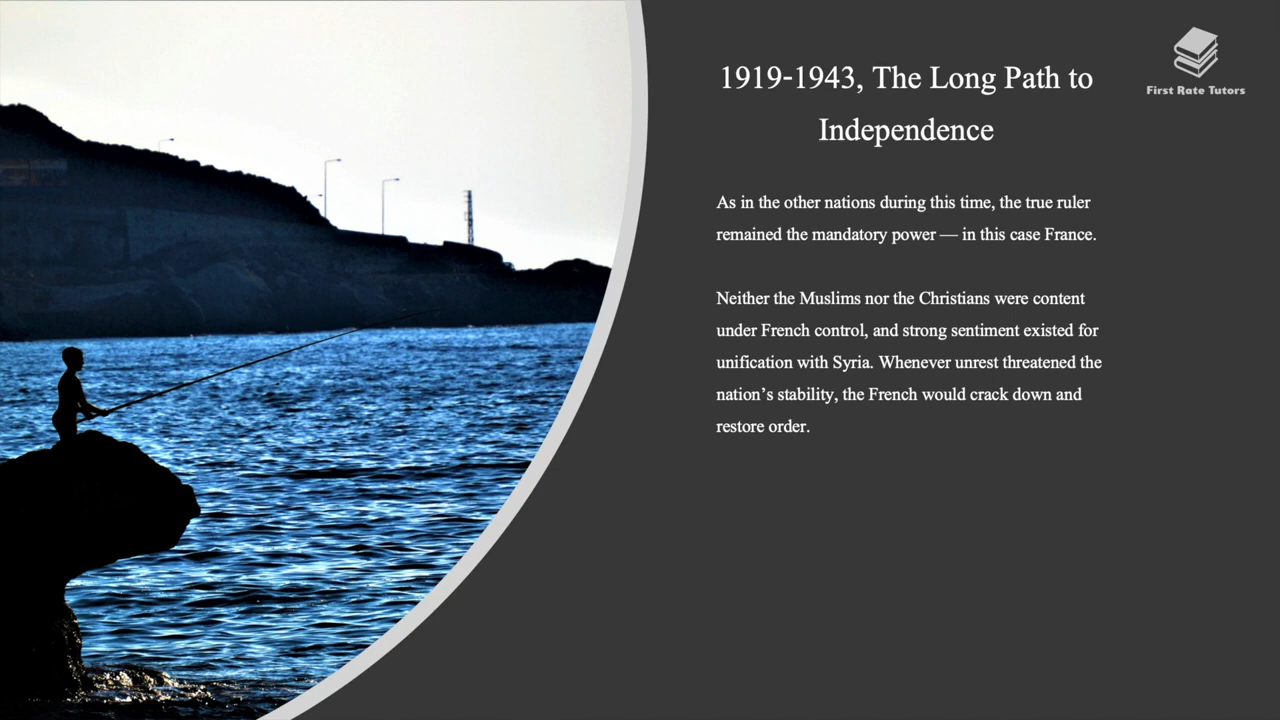 1919-1943, The Long Path to
Independence
First Rate Tutors
As in the other nations during this time, the true ruler
remained the mandatory power — in this case France.
Neither the Muslims nor the Christians were content
under French control, and strong sentiment existed for
unification with Syria. Whenever unrest threatened the
nation’s stability, the French would crack down and
restore order.